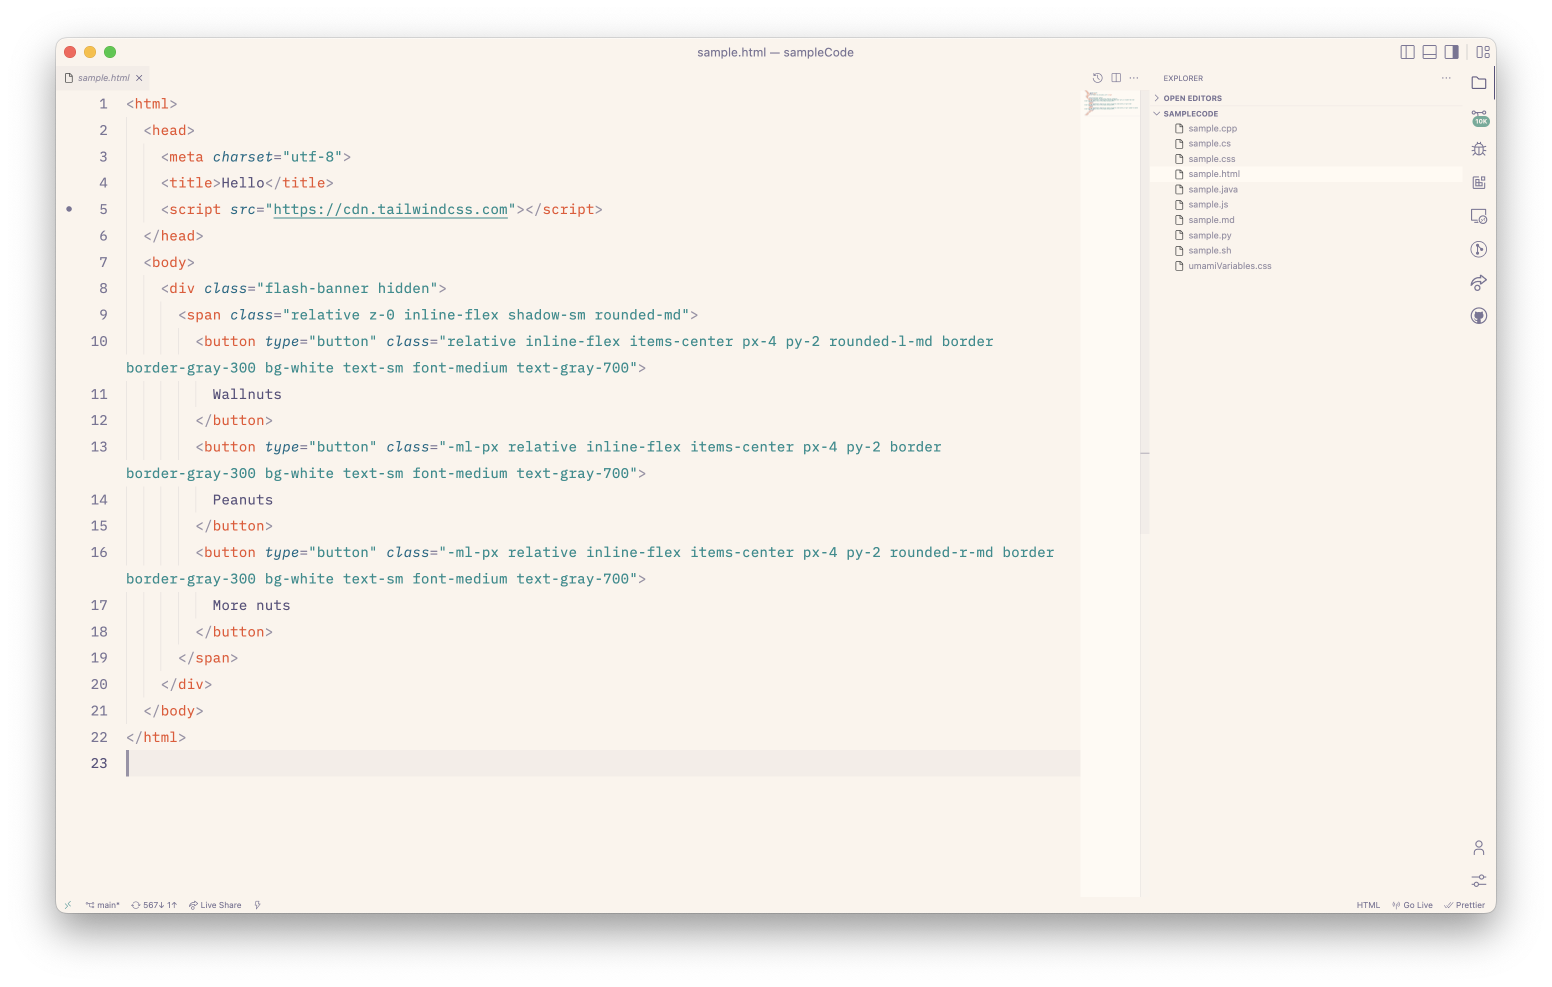 sample.html — sampleCode
sample.html
1 <html>
2   <head>
3     <meta charset="utf-8">
4     <title>Hello</title>
5     <script src="https://cdn.tailwindcss.com"></script>
6   </head>
7   <body>
8     <div class="flash-banner hidden">
9       <span class="relative z-0 inline-flex shadow-sm rounded-md">
10         <button type="button" class="relative inline-flex items-center px-4 py-2 rounded-l-md border
border-gray-300 bg-white text-sm font-medium text-gray-700">
11           Wallnuts
12         </button>
13         <button type="button" class="-ml-px relative inline-flex items-center px-4 py-2 border
border-gray-300 bg-white text-sm font-medium text-gray-700">
14           Peanuts
15         </button>
16         <button type="button" class="-ml-px relative inline-flex items-center px-4 py-2 rounded-r-md border
border-gray-300 bg-white text-sm font-medium text-gray-700">
17           More nuts
18         </button>
19       </span>
20     </div>
21   </body>
22 </html>
23
EXPLORER
OPEN EDITORS
SAMPLECODE
sample.cpp
sample.cs
sample.css
sample.html
sample.java
sample.js
sample.md
sample.py
sample.sh
umamiVariables.css
10K
main* 567↓ 1↑ Live Share
HTML Go Live Prettier